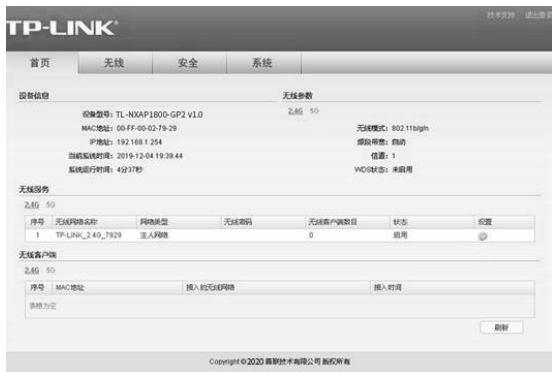 技术支持 退出登录
TP-LINK®
首页 无线 安全 系统
设备信息
设备型号: TL-NXAP1800-GP2 v1.0
MAC地址: 00-FF-00-02-79-29
IP地址: 192.168.1.254
当前系统时间: 2019-12-04 19:39:44
系统运行时间: 4分37秒
无线参数
2.4G 5G
无线模式: 802.11b/g/n
频段带宽: 自动
信道: 1
WDS状态: 未启用
无线服务
2.4G 5G
序号 无线网络名称 网络类型 无线密码 无线客户端数目 状态 设置
1 TP-LINK_2.4G_7929 主人网络 0 启用
无线客户端
2.4G 5G
序号 MAC地址 接入的无线网络 接入时间
表格为空
刷新
Copyright © 2020 普联技术有限公司 版权所有